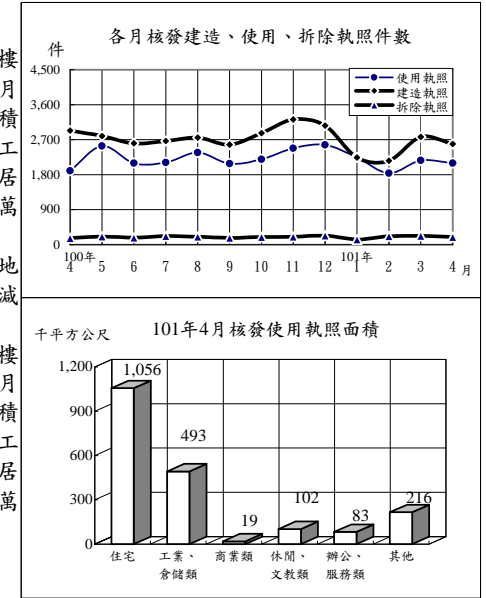 樓
月
積
工
居
萬
地
減
樓
月
積
工
居
萬
各月核發建造、使用、拆除執照件數
件
4,500
3,600
2,700
1,800
900
0
使用執照
建造執照
拆除執照
100年 101年
4 5 6 7 8 9 10 11 12 1 2 3 4 月
101年4月核發使用執照面積
千平方公尺
1,200
900
600
300
0
1,056 493 19 102 83 216
住宅 工業、 商業類 休閒、 辦公、 其他
倉儲類 文教類 服務類